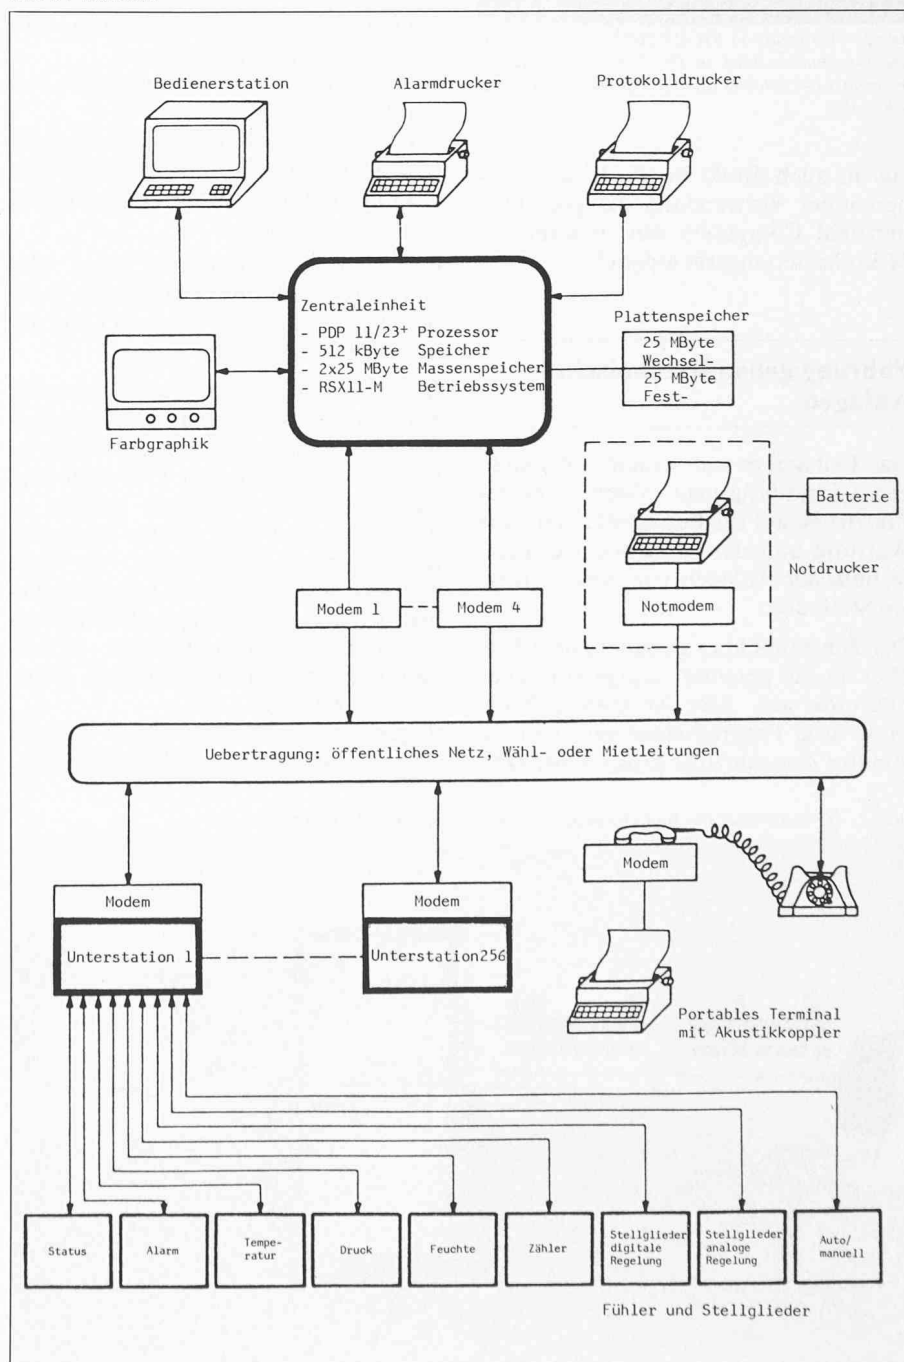 Bedienerstation
Alarmdrucker
Protokolldrucker
Zentraleinheit
- PDP 11/23+ Prozessor
- 512 kByte Speicher
- 2x25 MByte Massenspeicher
- RSX11-M Betriebssystem
Plattenspeicher
25 MByte
Wechsel-
25 MByte
Fest-
Farbgraphik
Batterie
Notdrucker
Modem 1
Modem 4
Notmodem
Uebertragung: öffentliches Netz, Wähl- oder Mietleitungen
Modem
Modem
Modem
Unterstation 1
Unterstation256
Portables Terminal
mit Akustikkoppler
Status
Alarm
Tempe-
ratur
Druck
Feuchte
Zähler
Stellglieder
digitale
Regelung
Stellglieder
analoge
Regelung
Auto/
manuell
Fühler und Stellglieder